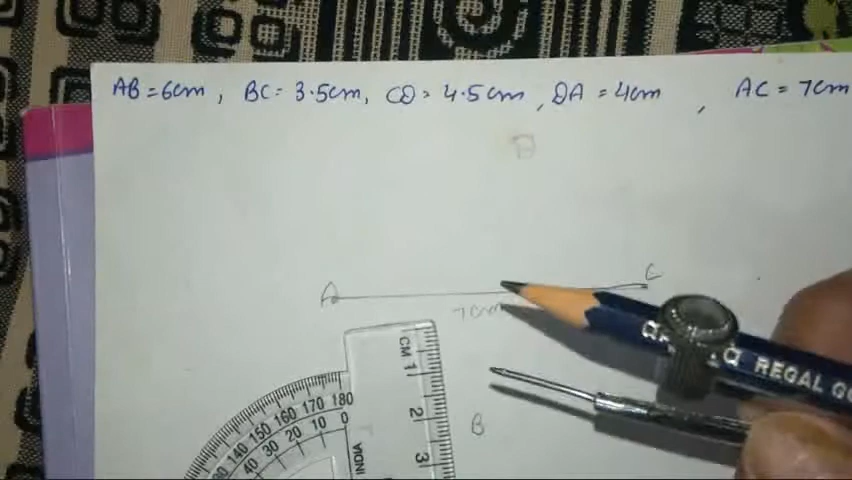 AB = 6cm, BC = 3.5cm, CD = 4.5cm, DA = 4cm, AC = 7cm
D
A C
7cm
B
CM 1
2
3
180
170
160
150
140
0
10
20
30
40
INDIA
REGAL GO